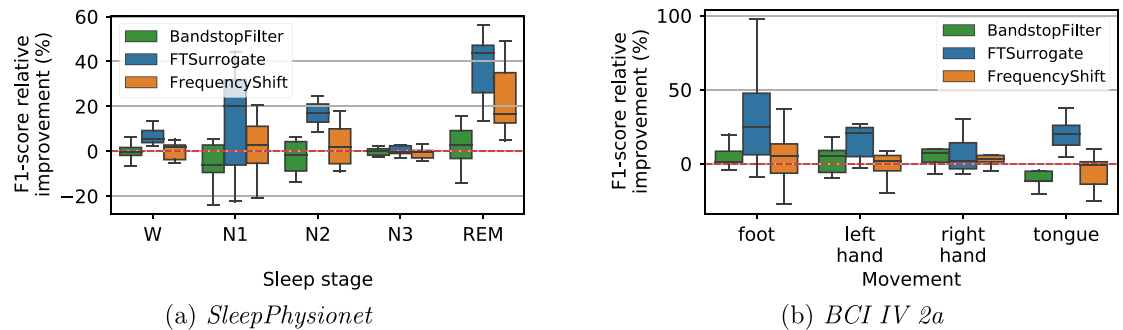 F1-score relative
improvement (%)
60
40
20
0
−20
BandstopFilter
FTSurrogate
FrequencyShift
W N1 N2 N3 REM
Sleep stage
(a) SleepPhysionet
F1-score relative
improvement (%)
100
50
0
BandstopFilter
FTSurrogate
FrequencyShift
foot left hand right hand tongue
Movement
(b) BCI IV 2a